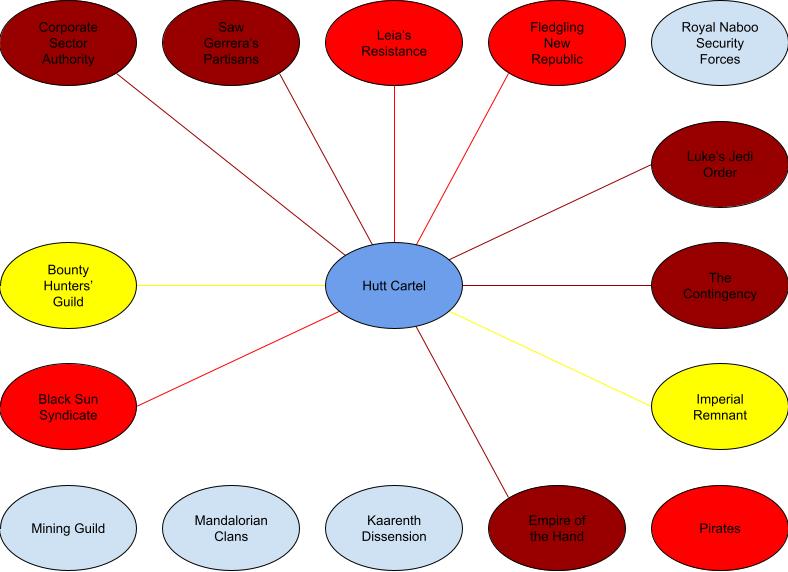 Corporate
Sector
Authority
Saw
Gerrera's
Partisans
Leia's
Resistance
Fledgling
New
Republic
Royal Naboo
Security
Forces
Luke's Jedi
Order
Bounty
Hunters'
Guild
Hutt Cartel
The
Contingency
Black Sun
Syndicate
Imperial
Remnant
Mining Guild
Mandalorian
Clans
Kaarenth
Dissension
Empire of
the Hand
Pirates